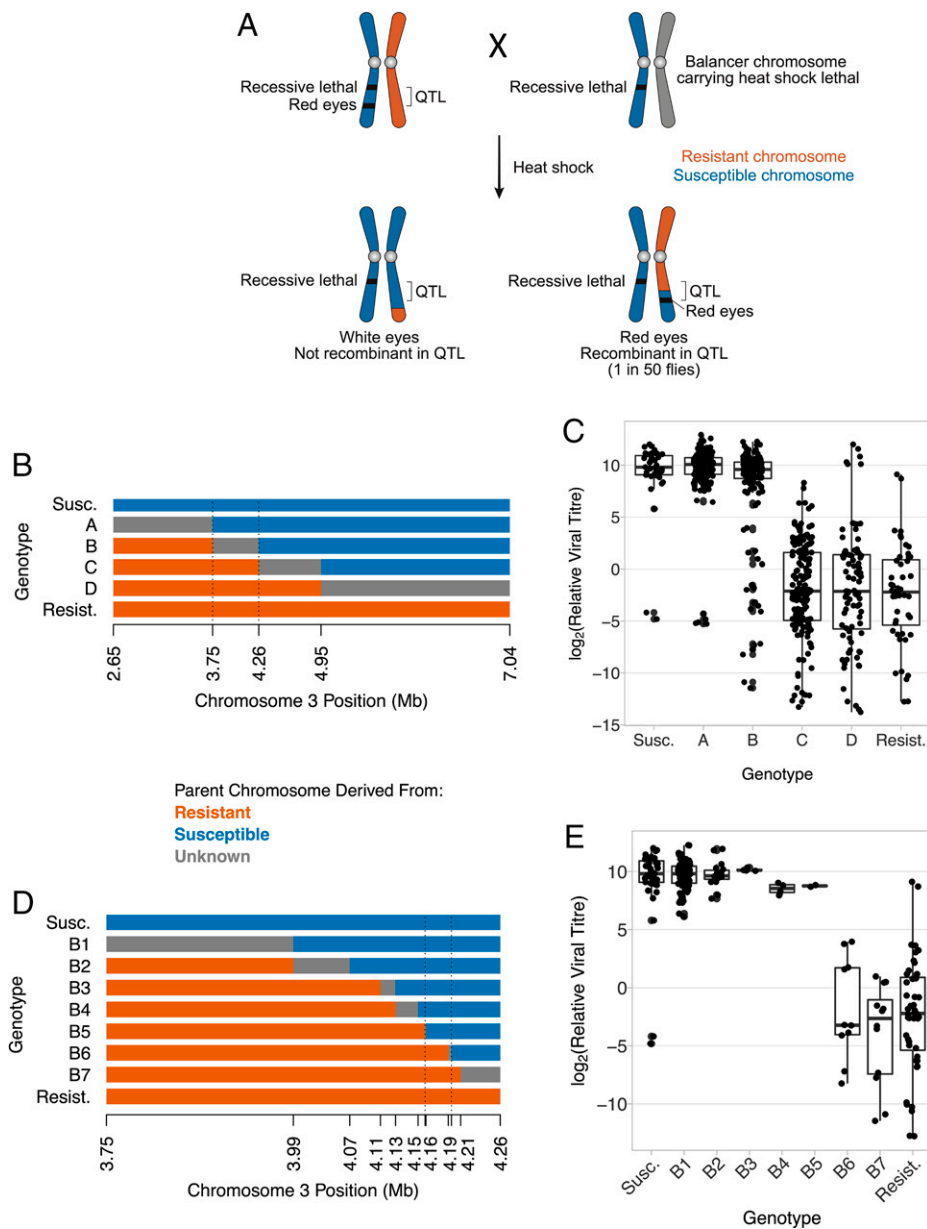 A
X
Recessive lethal
Red eyes
QTL
Recessive lethal
Balancer chromosome
carrying heat shock lethal
Heat shock
Resistant chromosome
Susceptible chromosome
Recessive lethal
QTL
White eyes
Not recombinant in QTL
Recessive lethal
QTL
Red eyes
Red eyes
Recombinant in QTL
(1 in 50 flies)
B
Genotype
Susc.
A
B
C
D
Resist.
2.65
3.75
4.26
4.95
7.04
Chromosome 3 Position (Mb)
C
log2(Relative Viral Titre)
10
5
0
−5
−10
−15
Susc. A B C D Resist.
Genotype
Parent Chromosome Derived From:
Resistant
Susceptible
Unknown
D
Genotype
Susc.
B1
B2
B3
B4
B5
B6
B7
Resist.
3.75
3.99
4.07
4.11
4.13
4.15
4.16
4.19
4.21
4.26
Chromosome 3 Position (Mb)
E
log2(Relative Viral Titre)
10
5
0
−5
−10
Susc. B1 B2 B3 B4 B5 B6 B7 Resist.
Genotype